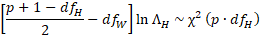 [(p + 1 − df_H)/2 − df_W] ln Λ_H ~ χ² (p · df_H)